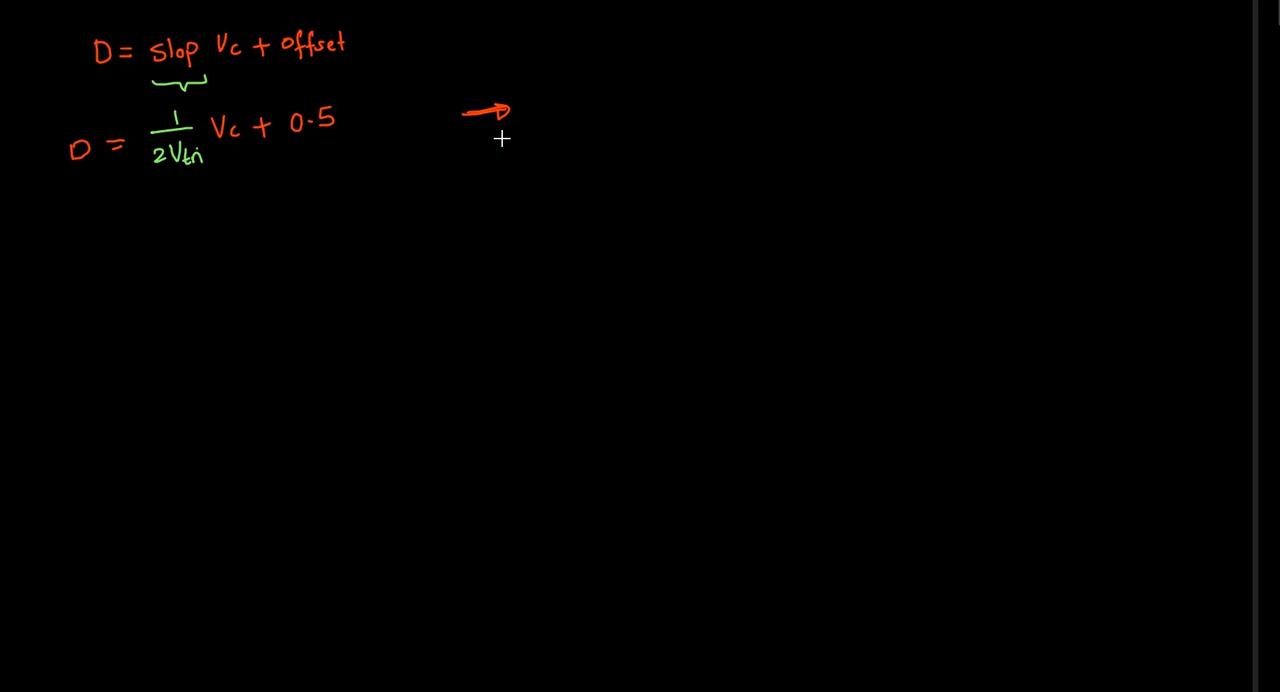 D = slop Vc + offset
D = 1/2Vtri Vc + 0.5